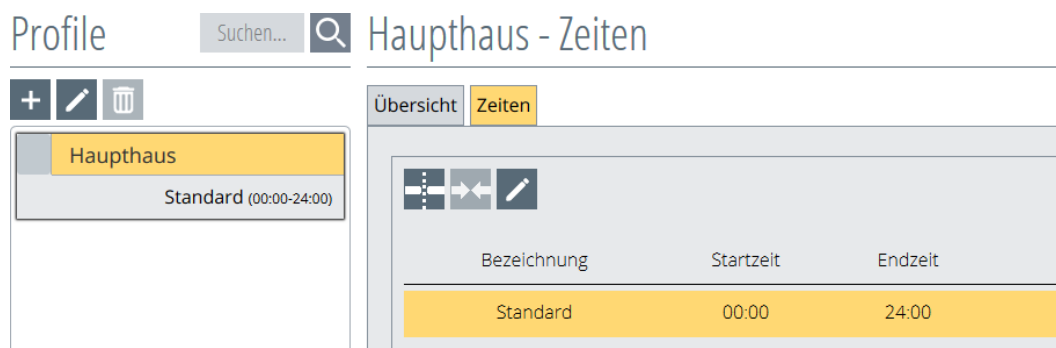 Profile
Suchen...
Haupthaus
Standard (00:00-24:00)
Haupthaus - Zeiten
Übersicht
Zeiten
Bezeichnung Startzeit Endzeit
Standard 00:00 24:00